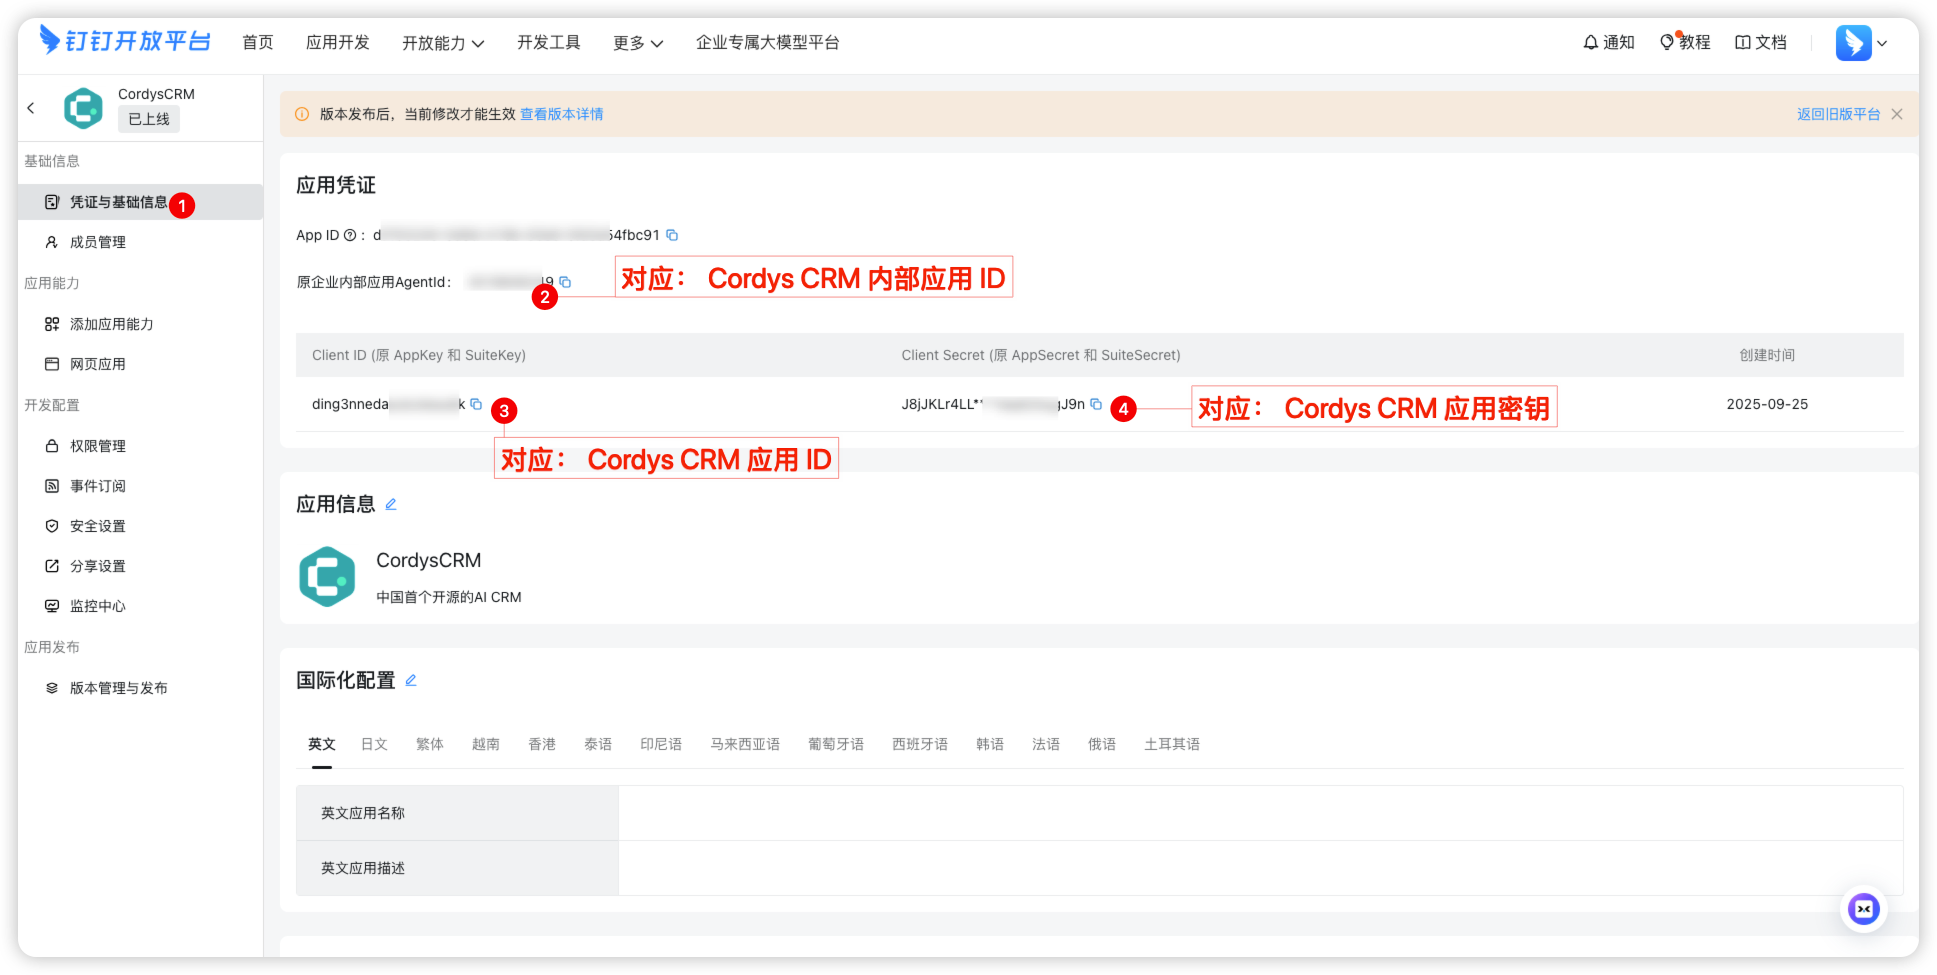 钉钉开放平台 首页 应用开发 开放能力 开发工具 更多 企业专属大模型平台 通知 教程 文档
CordysCRM
已上线
基础信息
凭证与基础信息 1
成员管理
应用能力
添加应用能力
网页应用
开发配置
权限管理
事件订阅
安全设置
分享设置
监控中心
应用发布
版本管理与发布
版本发布后，当前修改才能生效 查看版本详情 返回旧版平台
应用凭证
App ID : d 54fbc91
原企业内部应用AgentId: 19
2 对应： Cordys CRM 内部应用 ID
Client ID (原 AppKey 和 SuiteKey) Client Secret (原 AppSecret 和 SuiteSecret) 创建时间
ding3nneda k 3 J8jJKLr4LL** gJ9n 4 对应： Cordys CRM 应用密钥 2025-09-25
对应： Cordys CRM 应用 ID
应用信息
CordysCRM
中国首个开源的AI CRM
国际化配置
英文 日文 繁体 越南 香港 泰语 印尼语 马来西亚语 葡萄牙语 西班牙语 韩语 法语 俄语 土耳其语
英文应用名称
英文应用描述